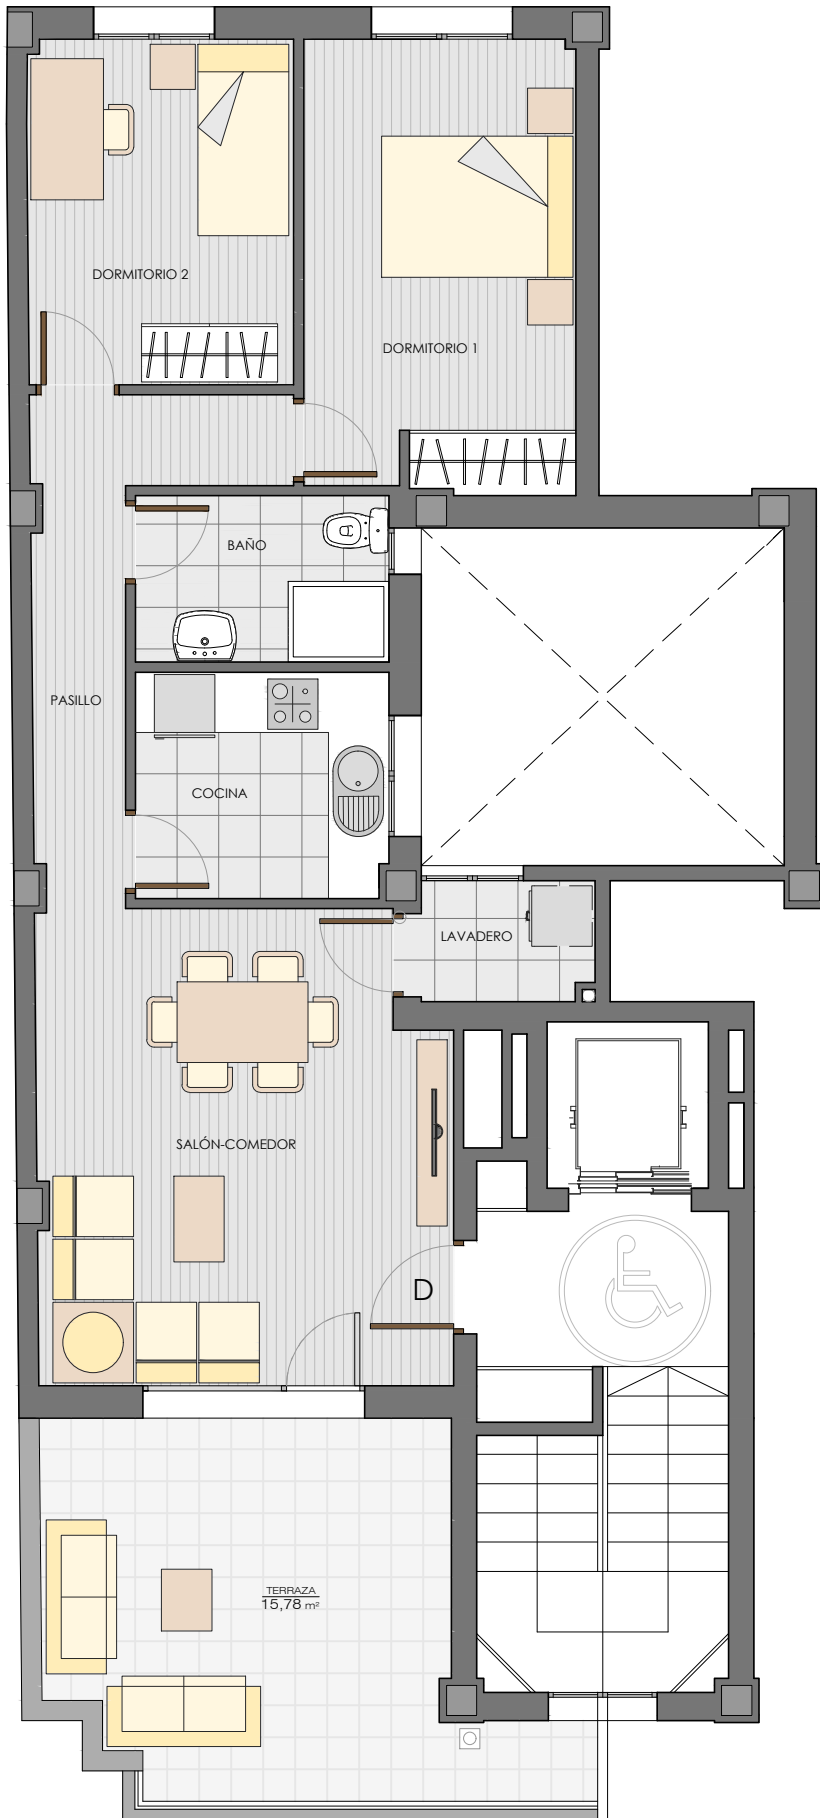 DORMITORIO 2
DORMITORIO 1
BAÑO
PASILLO
COCINA
LAVADERO
SALÓN-COMEDOR
D
TERRAZA
15,78 m²